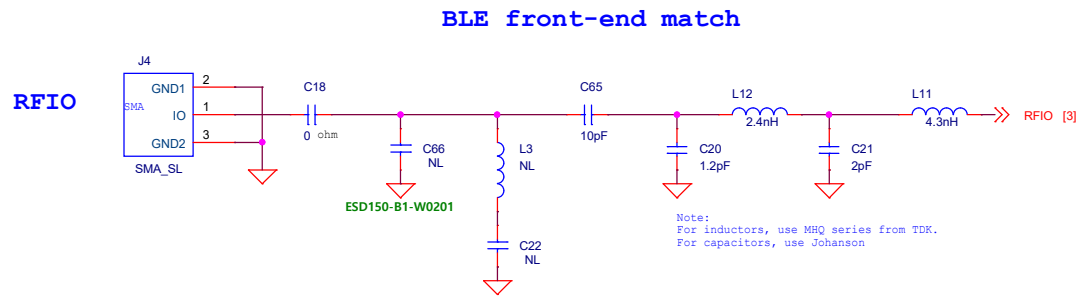 BLE front-end match
RFIO
J4
GND1
2
SMA
IO
1
GND2
3
SMA_SL
C18
0 ohm
C66
NL
ESD150-B1-W0201
L3
NL
C22
NL
C65
10pF
C20
1.2pF
L12
2.4nH
C21
2pF
L11
4.3nH
RFIO [3]
Note:
For inductors, use MHQ series from TDK.
For capacitors, use Johanson